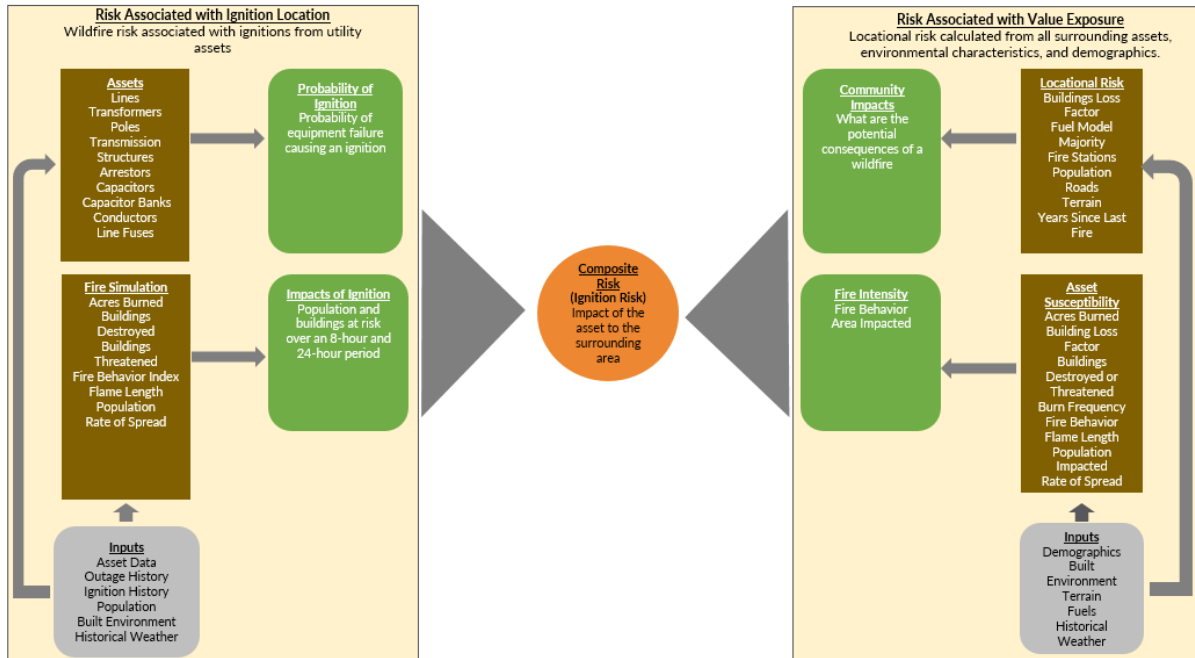 Risk Associated with Ignition Location
Wildfire risk associated with ignitions from utility
assets
Assets
Lines
Transformers
Poles
Transmission
Structures
Arrestors
Capacitors
Capacitor Banks
Conductors
Line Fuses
Probability of
Ignition
Probability of
equipment failure
causing an ignition
Fire Simulation
Acres Burned
Buildings
Destroyed
Buildings
Threatened
Fire Behavior Index
Flame Length
Population
Rate of Spread
Impacts of Ignition
Population and
buildings at risk
over an 8-hour and
24-hour period
Inputs
Asset Data
Outage History
Ignition History
Population
Built Environment
Historical Weather
Composite
Risk
(Ignition Risk)
Impact of the
asset to the
surrounding
area
Risk Associated with Value Exposure
Locational risk calculated from all surrounding assets,
environmental characteristics, and demographics.
Community
Impacts
What are the
potential
consequences of a
wildfire
Locational Risk
Buildings Loss
Factor
Fuel Model
Majority
Fire Stations
Population
Roads
Terrain
Years Since Last
Fire
Fire Intensity
Fire Behavior
Area Impacted
Asset
Susceptibility
Acres Burned
Building Loss
Factor
Buildings
Destroyed or
Threatened
Burn Frequency
Fire Behavior
Flame Length
Population
Impacted
Rate of Spread
Inputs
Demographics
Built
Environment
Terrain
Fuels
Historical
Weather